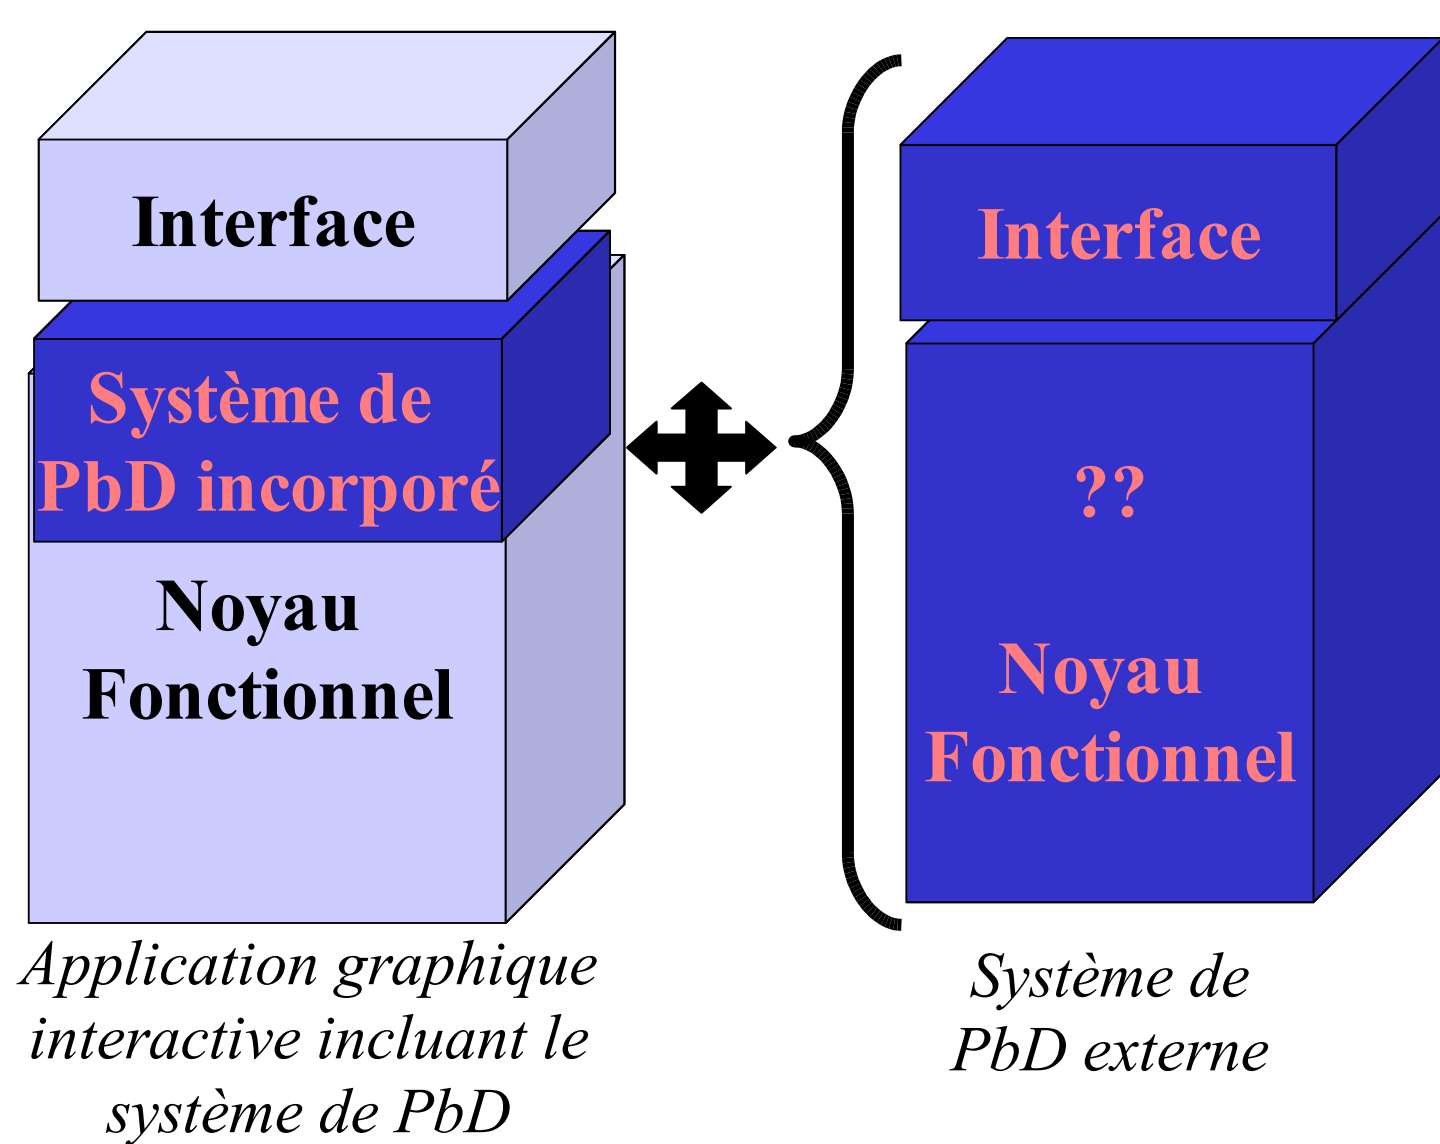 Interface
Système de
PbD incorporé
Noyau
Fonctionnel
Application graphique
interactive incluant le
système de PbD
Interface
??
Noyau
Fonctionnel
Système de
PbD externe